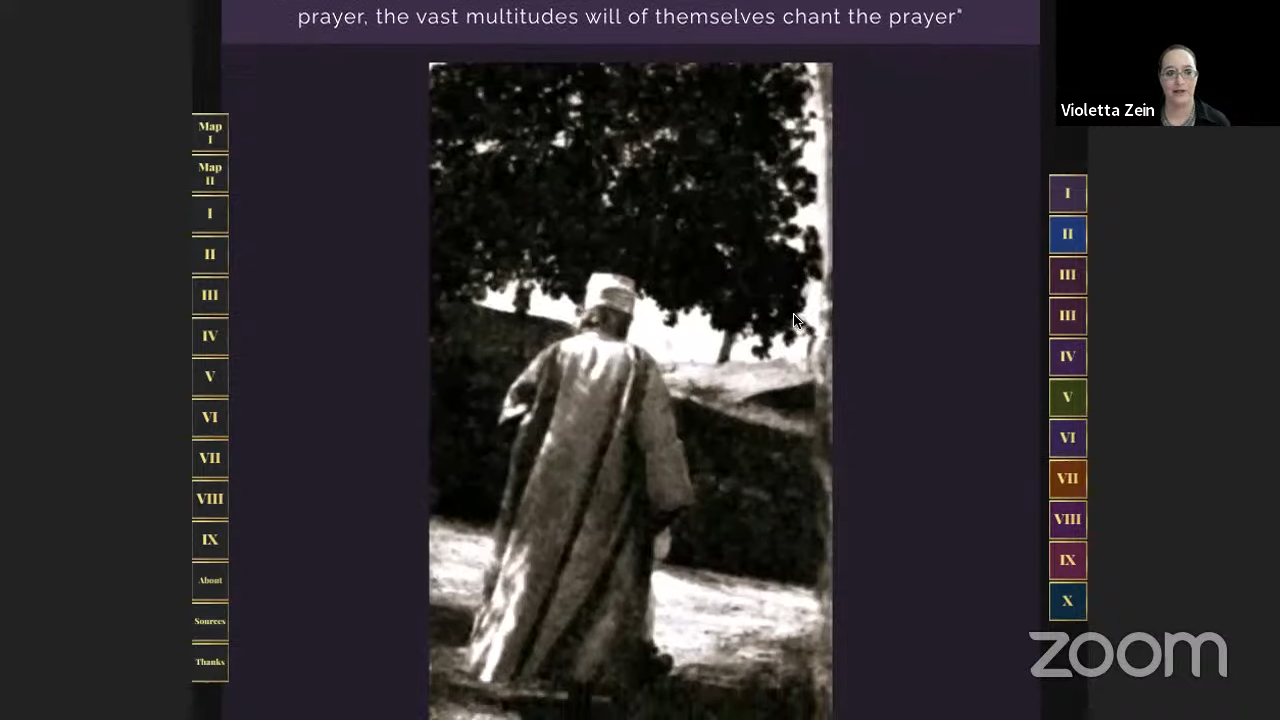 prayer, the vast multitudes will of themselves chant the prayer"
Violetta Zein
Map
I
Map
II
I
II
III
IV
V
VI
VII
VIII
IX
About
Sources
Thanks
I
II
III
III
IV
V
VI
VII
VIII
IX
X
zoom